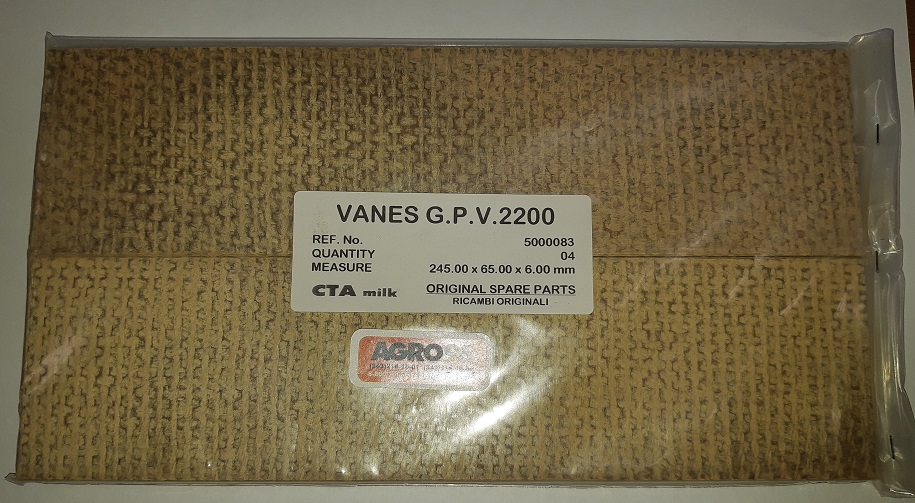 VANES G.P.V.2200
REF. No. 5000083
QUANTITY 04
MEASURE 245.00 x 65.00 x 6.00 mm
CTA milk ORIGINAL SPARE PARTS
RICAMBI ORIGINALI
AGRO